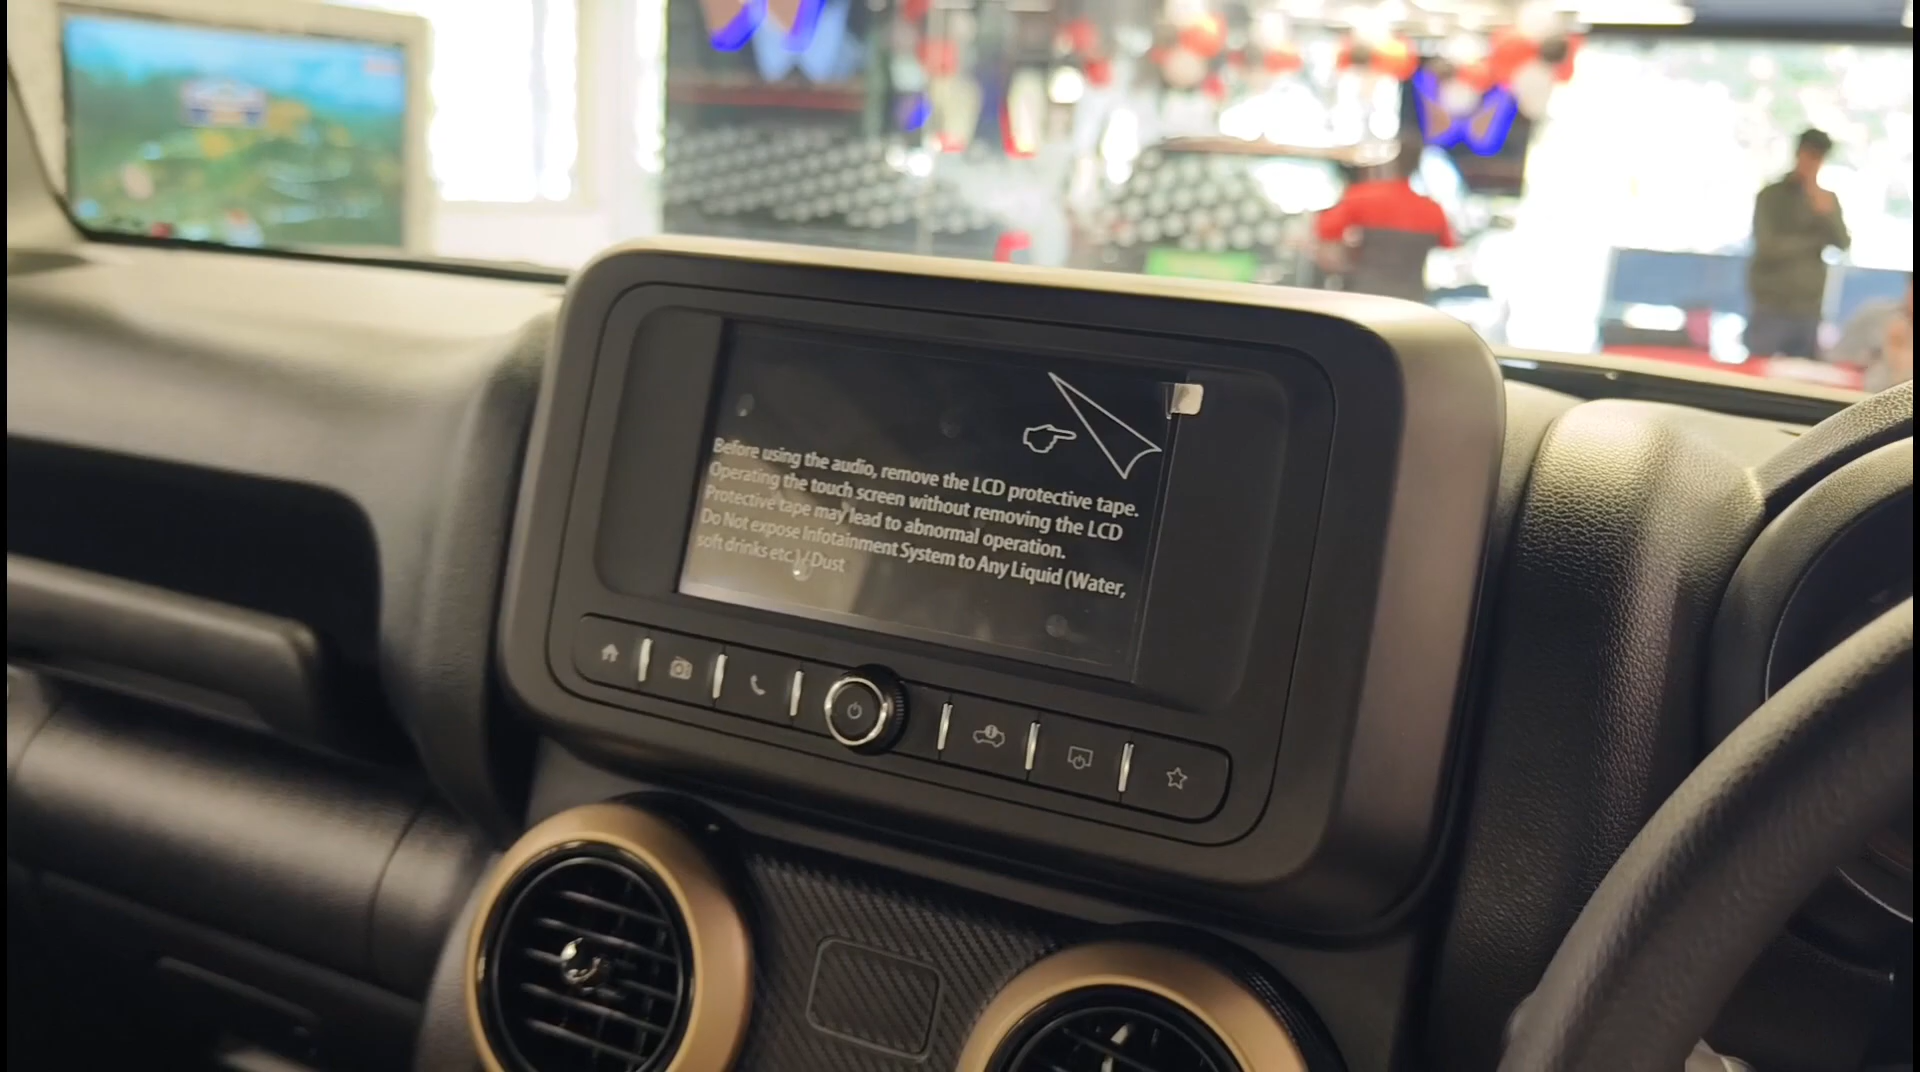 Before using the audio, remove the LCD protective tape.
Operating the touch screen without removing the LCD
Protective tape may lead to abnormal operation.
Do Not expose Infotainment System to Any Liquid (Water,
soft drinks etc.) / Dust